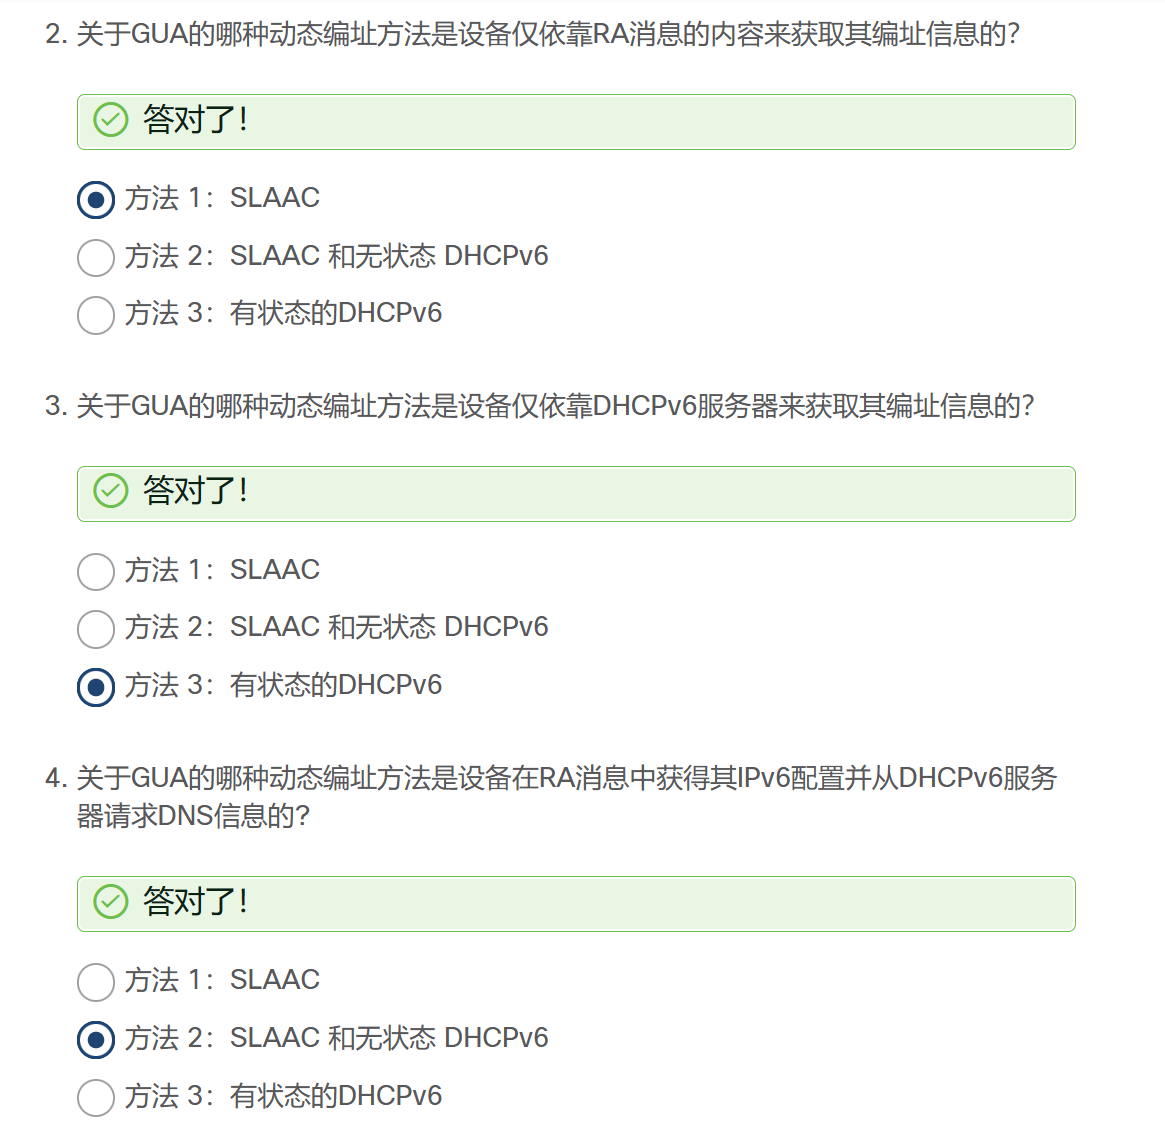 2. 关于GUA的哪种动态编址方法是设备仅依靠RA消息的内容来获取其编址信息的？
答对了！
方法 1：SLAAC
方法 2：SLAAC 和无状态 DHCPv6
方法 3：有状态的DHCPv6
3. 关于GUA的哪种动态编址方法是设备仅依靠DHCPv6服务器来获取其编址信息的？
答对了！
方法 1：SLAAC
方法 2：SLAAC 和无状态 DHCPv6
方法 3：有状态的DHCPv6
4. 关于GUA的哪种动态编址方法是设备在RA消息中获得其IPv6配置并从DHCPv6服务
器请求DNS信息的？
答对了！
方法 1：SLAAC
方法 2：SLAAC 和无状态 DHCPv6
方法 3：有状态的DHCPv6